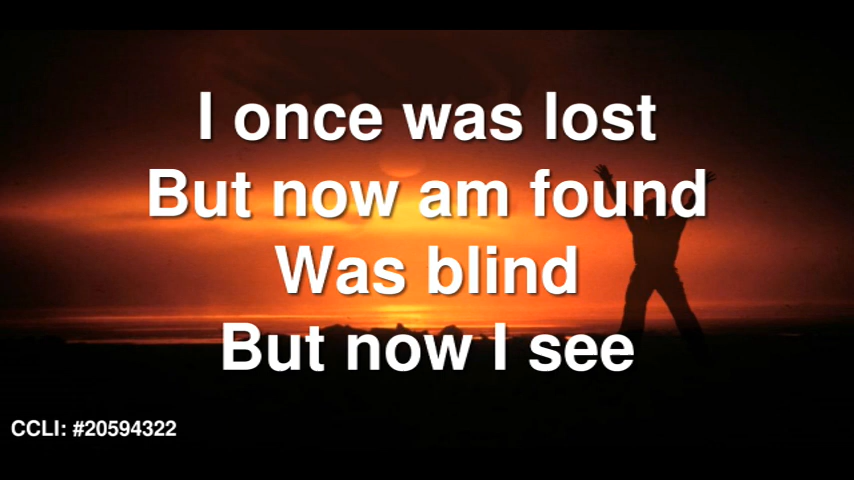 I once was lost
But now am found
Was blind
But now I see
CCLI: #20594322